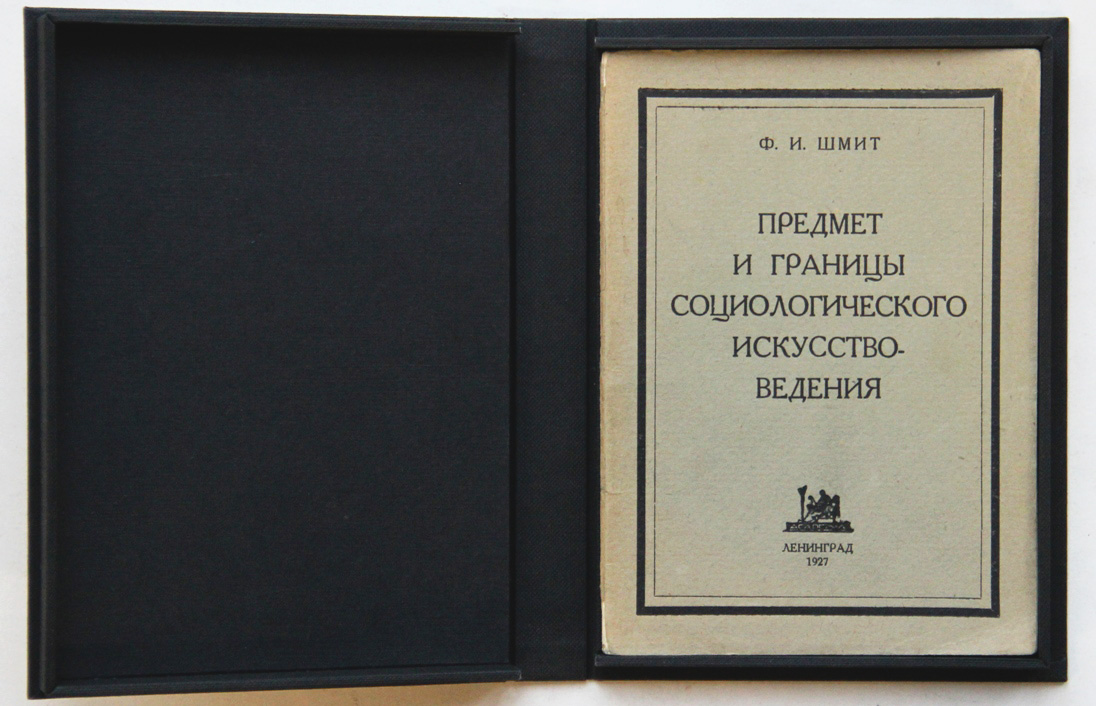 Ф. И. ШМИТ
ПРЕДМЕТ
И ГРАНИЦЫ
СОЦИОЛОГИЧЕСКОГО
ИСКУССТВО-
ВЕДЕНИЯ
ЛЕНИНГРАД
1927